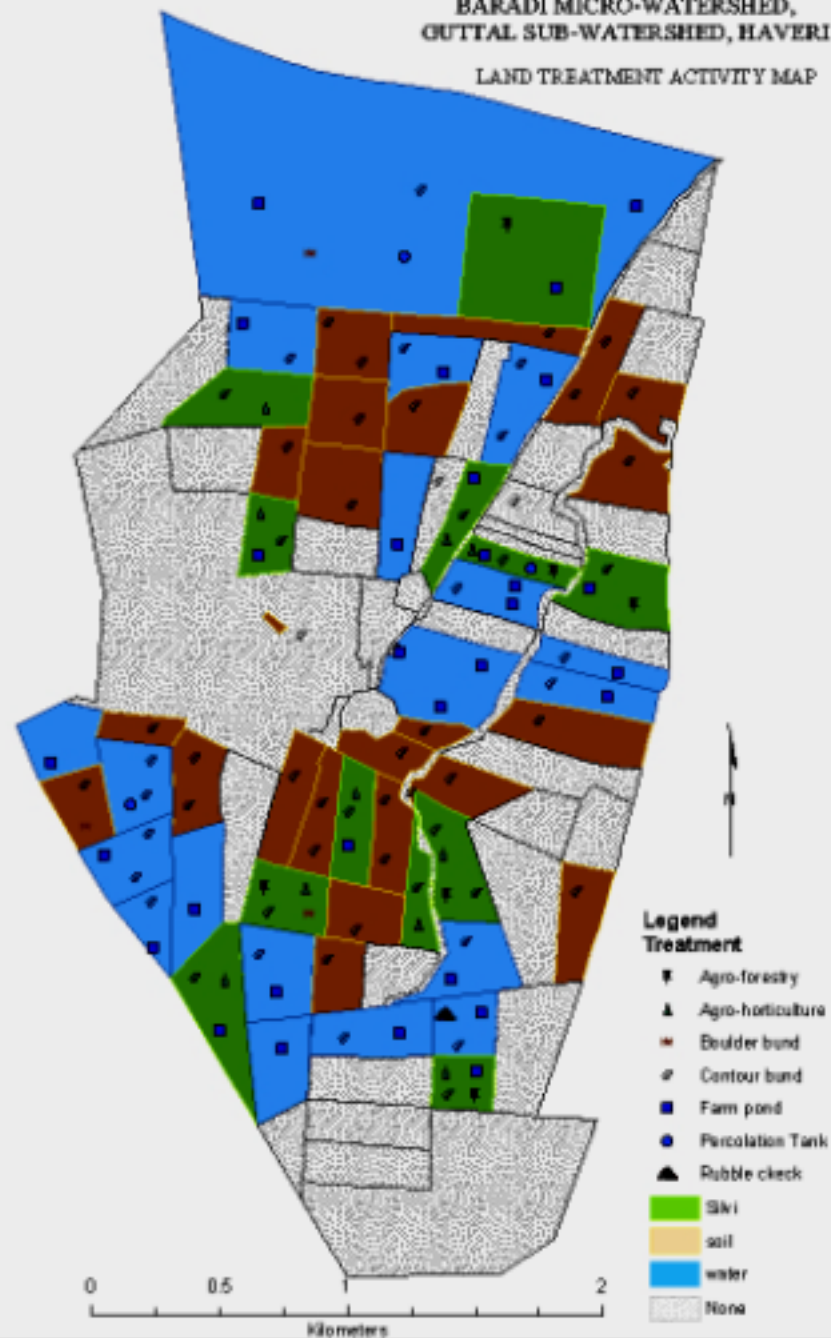 BARADI MICRO-WATERSHED,
GUTTAL SUB-WATERSHED, HAVERI
LAND TREATMENT ACTIVITY MAP
N
Legend
Treatment
Agro-forestry
Agro-horticulture
Boulder bund
Contour bund
Farm pond
Percolation Tank
Rubble ckeck
Silvi
soil
water
None
0 0.5 1 2
Kilometers